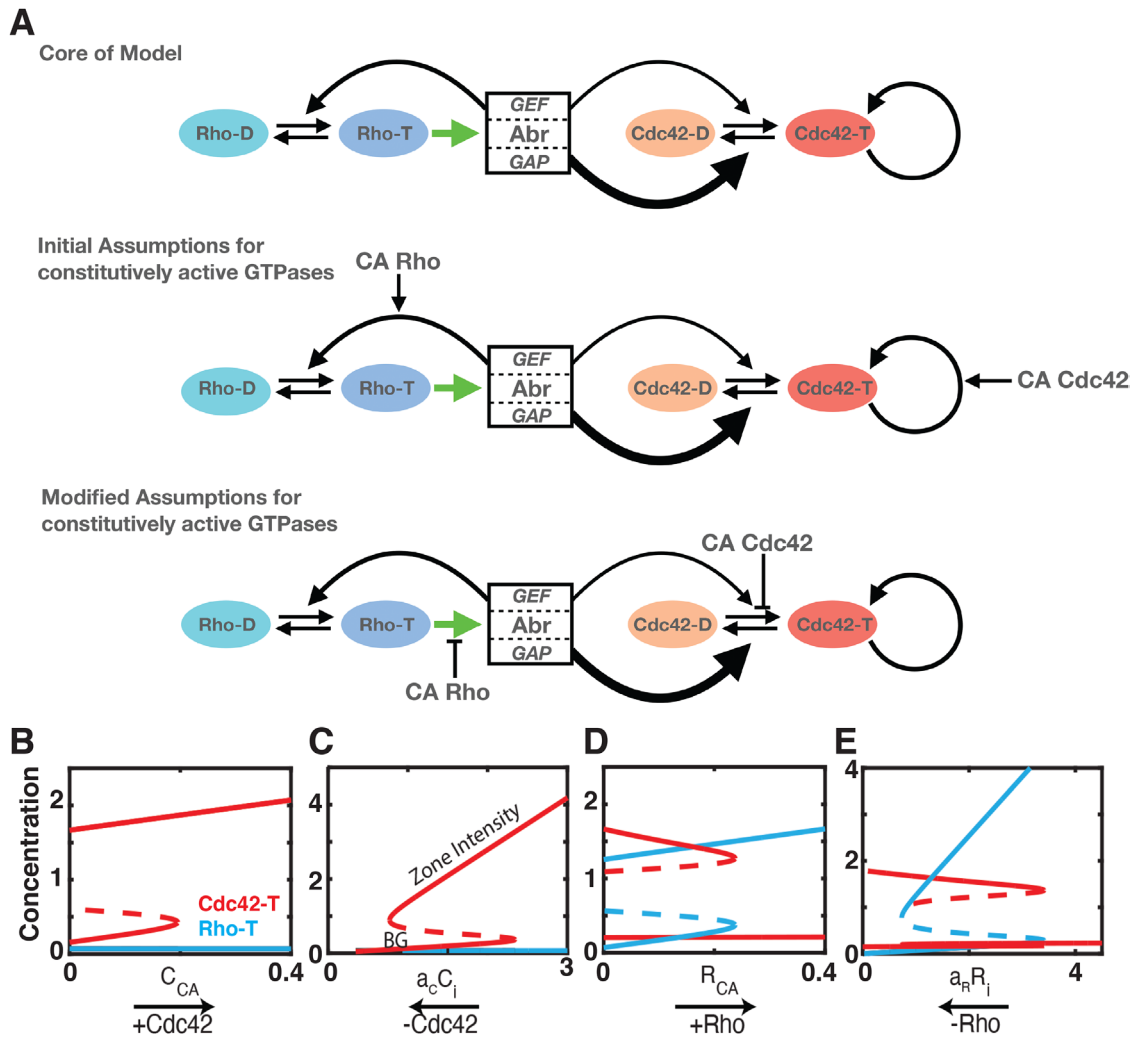 A
Core of Model
GEF
Rho-D
Rho-T
Abr
Cdc42-D
Cdc42-T
GAP
Initial Assumptions for
constitutively active GTPases
CA Rho
GEF
Rho-D
Rho-T
Abr
Cdc42-D
Cdc42-T
CA Cdc42
GAP
Modified Assumptions for
constitutively active GTPases
CA Cdc42
GEF
Rho-D
Rho-T
Abr
Cdc42-D
Cdc42-T
GAP
CA Rho
B
Concentration
2
1
0
Cdc42-T
Rho-T
0
0.4
C_CA
+Cdc42
C
4
2
0
Zone Intensity
BG
0
3
a_cC_i
-Cdc42
D
2
1
0
0
0.4
R_CA
+Rho
E
4
2
0
0
4
a_RR_i
-Rho